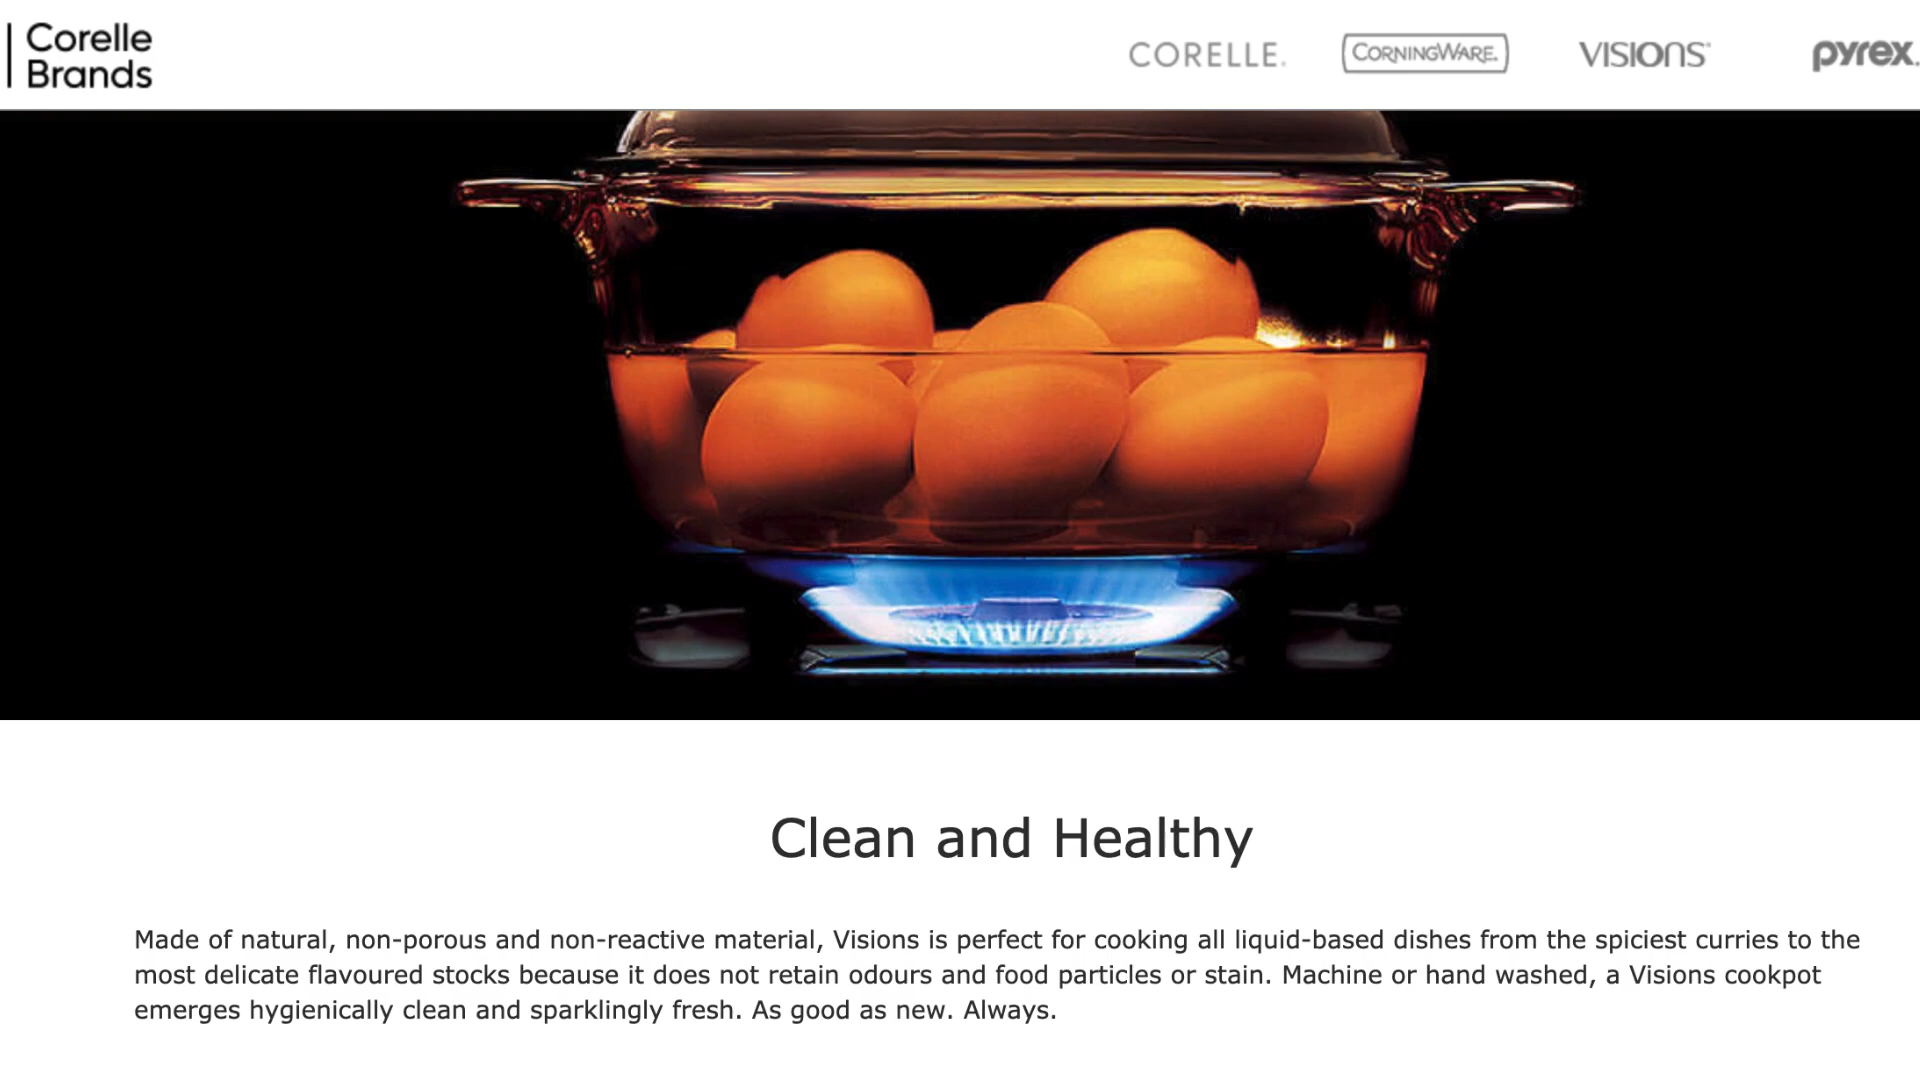 Corelle
Brands
CORELLE.
CORNINGWARE.
VISIONS
pyrex.
Clean and Healthy
Made of natural, non-porous and non-reactive material, Visions is perfect for cooking all liquid-based dishes from the spiciest curries to the
most delicate flavoured stocks because it does not retain odours and food particles or stain. Machine or hand washed, a Visions cookpot
emerges hygienically clean and sparklingly fresh. As good as new. Always.